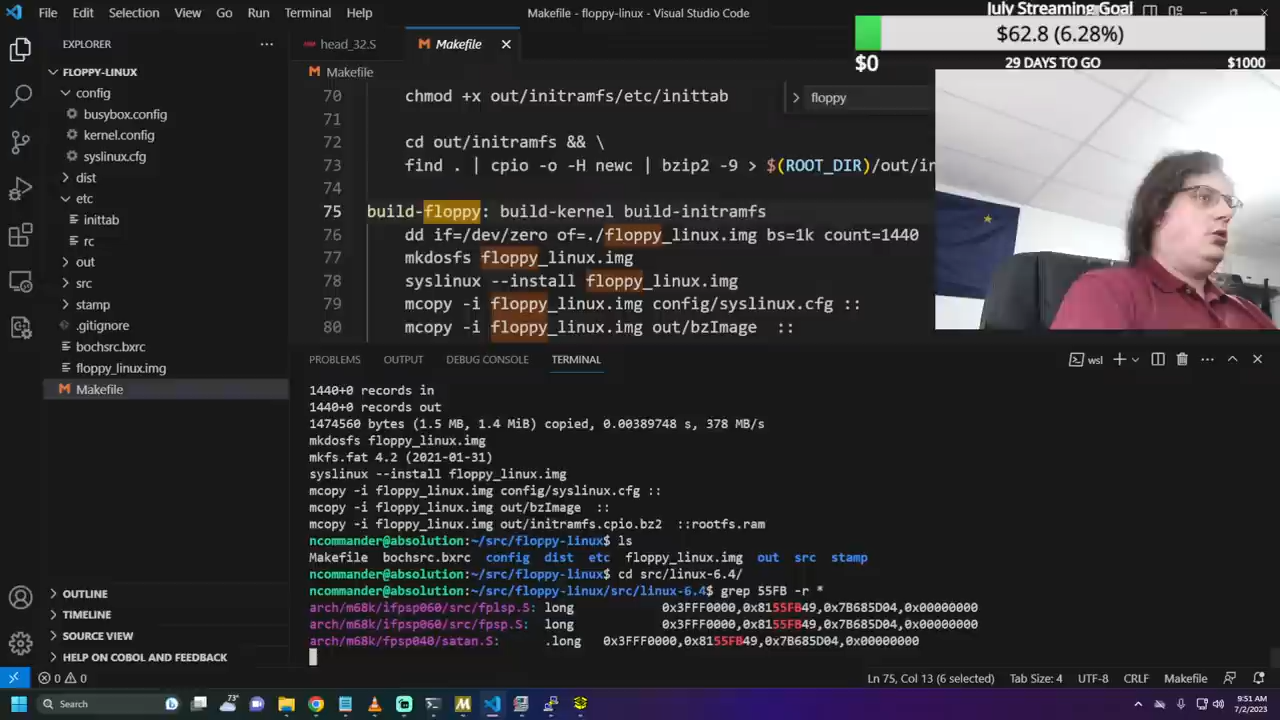 File Edit Selection View Go Run Terminal Help
Makefile - floppy-linux - Visual Studio Code
July Streaming Goal
$62.8 (6.28%)
$0
29 DAYS TO GO
$1000
EXPLORER
FLOPPY-LINUX
config
busybox.config
kernel.config
syslinux.cfg
dist
etc
inittab
rc
out
src
stamp
.gitignore
bochsrc.bxrc
floppy_linux.img
Makefile
OUTLINE
TIMELINE
SOURCE VIEW
HELP ON COBOL AND FEEDBACK
head_32.S
Makefile
Makefile
floppy
70 chmod +x out/initramfs/etc/inittab
71
72 cd out/initramfs && \
73 find . | cpio -o -H newc | bzip2 -9 > $(ROOT_DIR)/out/in
74
75 build-floppy: build-kernel build-initramfs
76 dd if=/dev/zero of=./floppy_linux.img bs=1k count=1440
77 mkdosfs floppy_linux.img
78 syslinux --install floppy_linux.img
79 mcopy -i floppy_linux.img config/syslinux.cfg ::
80 mcopy -i floppy_linux.img out/bzImage ::
PROBLEMS OUTPUT DEBUG CONSOLE TERMINAL
wsl
1440+0 records in
1440+0 records out
1474560 bytes (1.5 MB, 1.4 MiB) copied, 0.00389748 s, 378 MB/s
mkdosfs floppy_linux.img
mkfs.fat 4.2 (2021-01-31)
syslinux --install floppy_linux.img
mcopy -i floppy_linux.img config/syslinux.cfg ::
mcopy -i floppy_linux.img out/bzImage ::
mcopy -i floppy_linux.img out/initramfs.cpio.bz2 ::rootfs.ram
ncommander@absolution:~/src/floppy-linux$ ls
Makefile bochsrc.bxrc config dist etc floppy_linux.img out src stamp
ncommander@absolution:~/src/floppy-linux$ cd src/linux-6.4/
ncommander@absolution:~/src/floppy-linux/src/linux-6.4$ grep 55FB -r *
arch/m68k/ifpsp060/src/fplsp.S: long 0x3FFF0000,0x8155FB49,0x7B685D04,0x00000000
arch/m68k/ifpsp060/src/fpsp.S: long 0x3FFF0000,0x8155FB49,0x7B685D04,0x00000000
arch/m68k/fpsp040/satan.S: .long 0x3FFF0000,0x8155FB49,0x7B685D04,0x00000000
0 0
Ln 75, Col 13 (6 selected) Tab Size: 4 UTF-8 CRLF Makefile
Search
73°
9:51 AM
7/2/2023